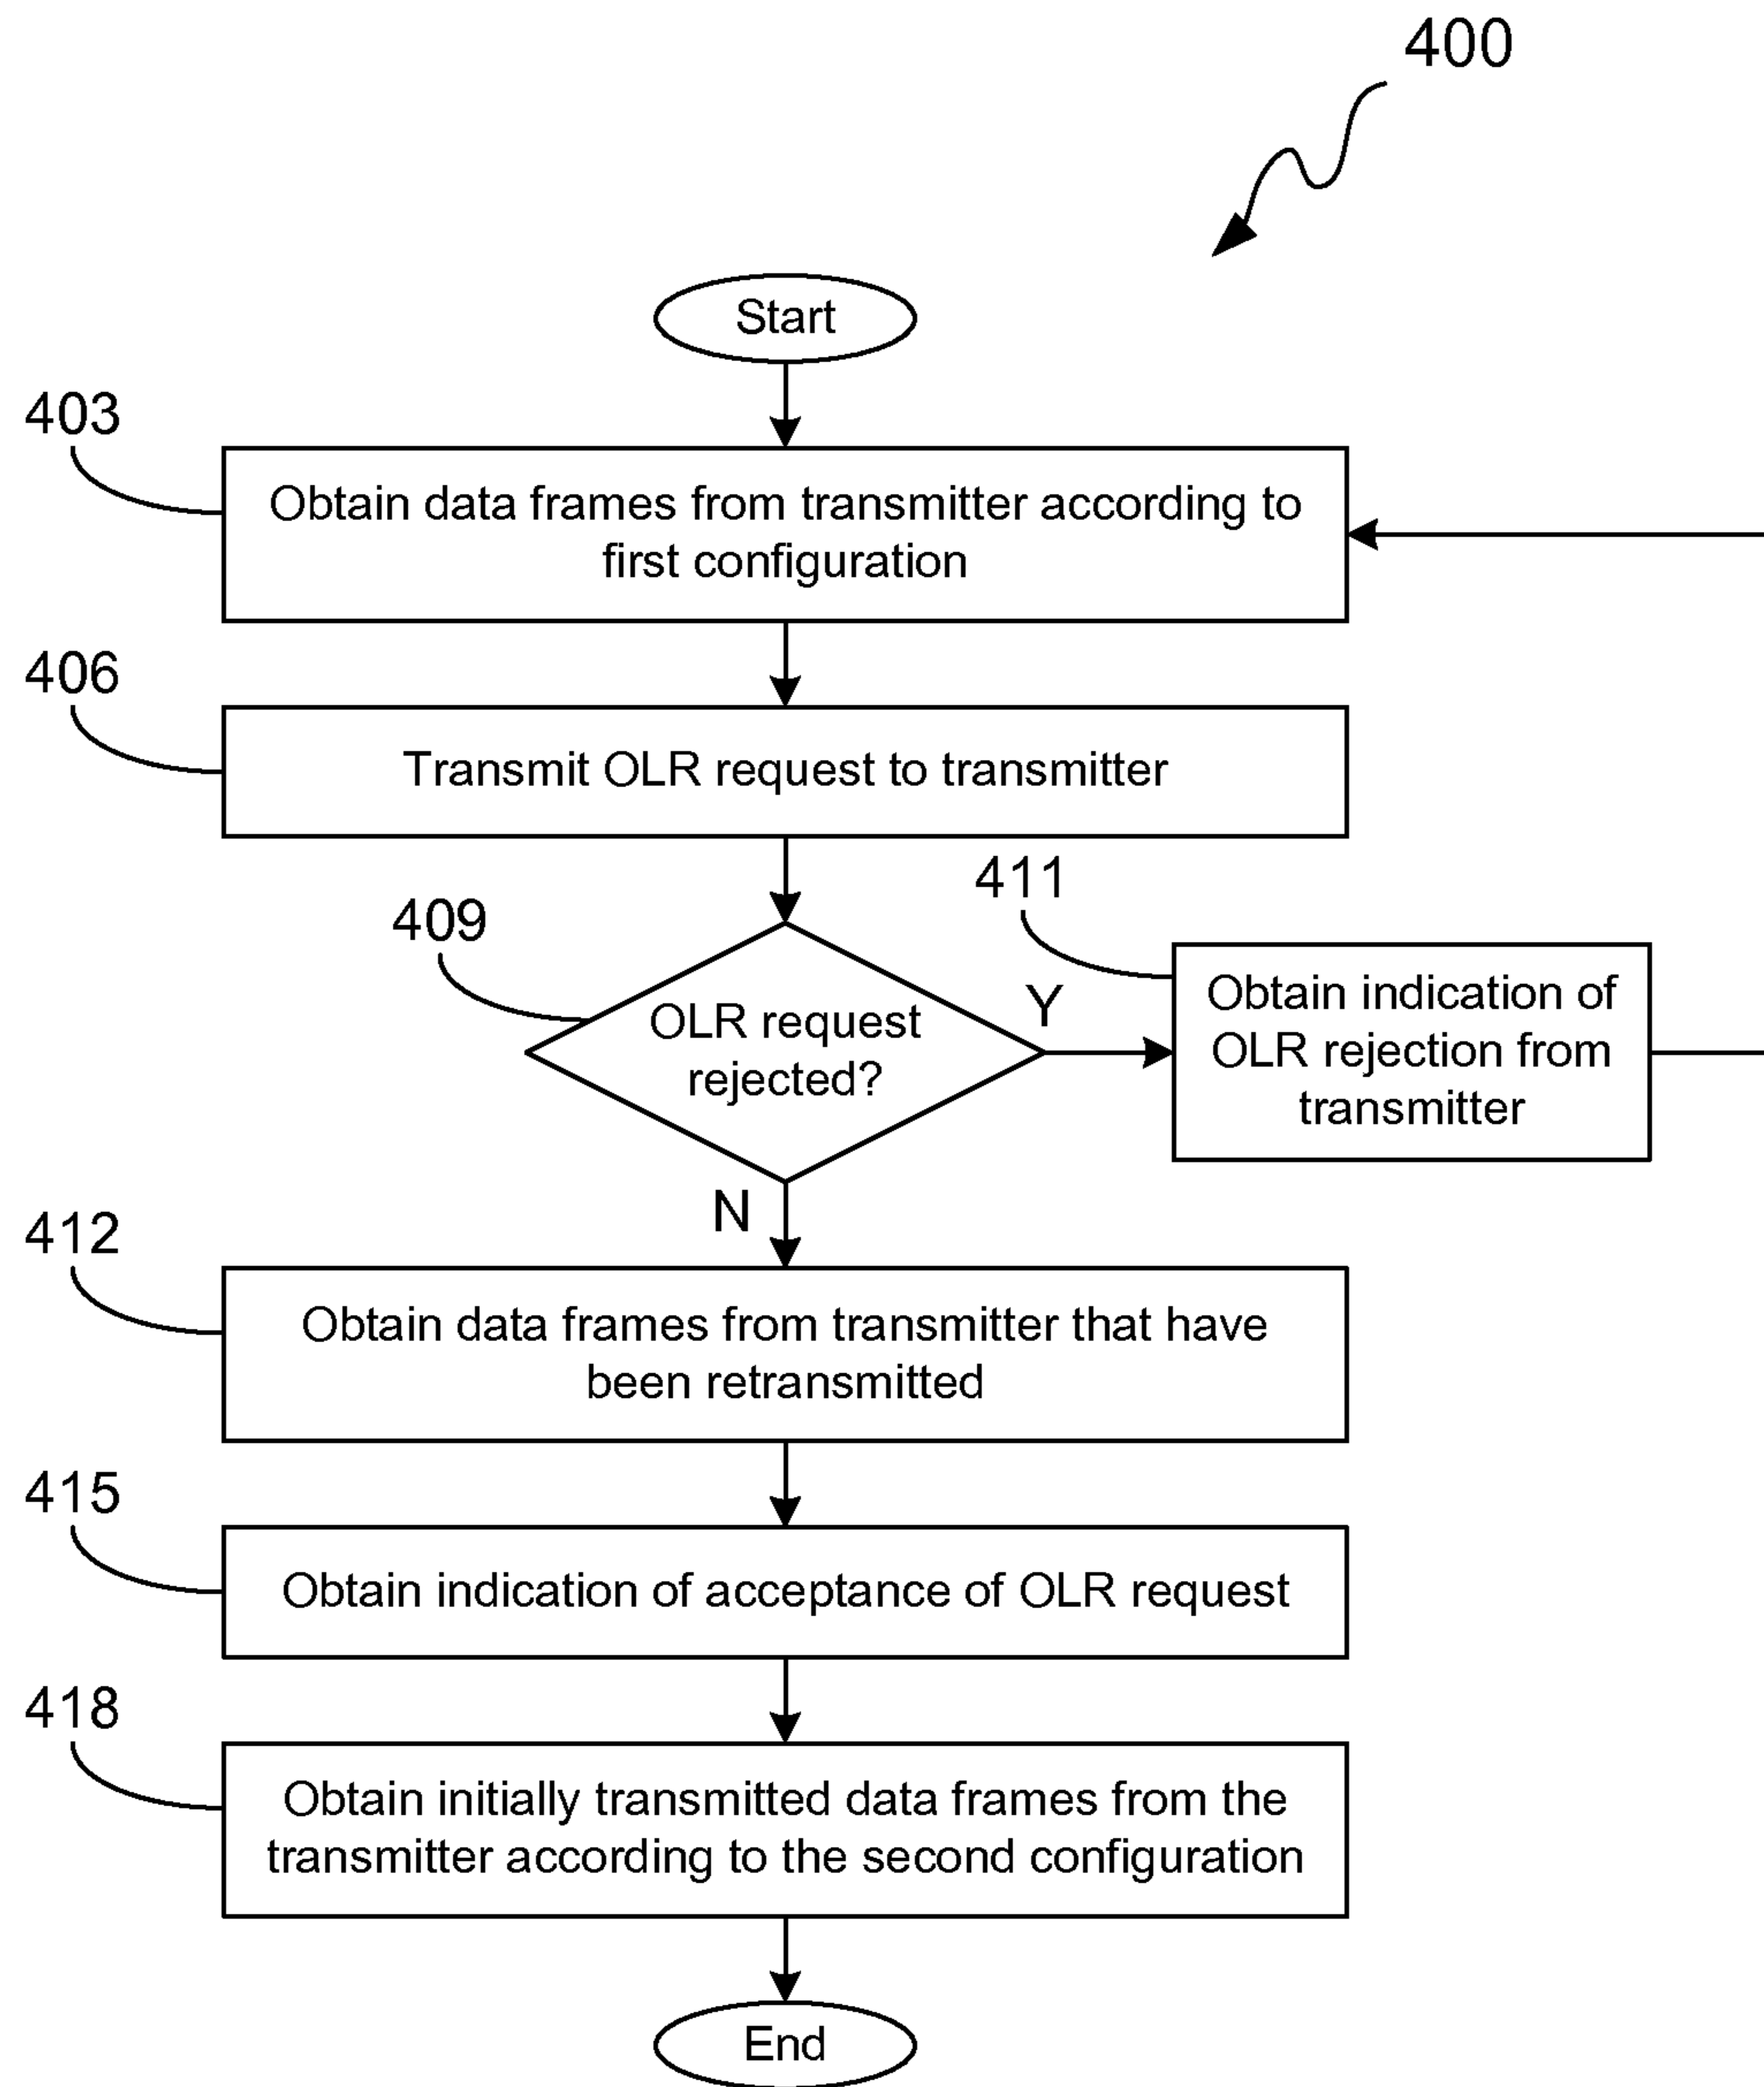 400
Start
403
Obtain data frames from transmitter according to
first configuration
406
Transmit OLR request to transmitter
409
OLR request
rejected?
Y
411
Obtain indication of
OLR rejection from
transmitter
N
412
Obtain data frames from transmitter that have
been retransmitted
415
Obtain indication of acceptance of OLR request
418
Obtain initially transmitted data frames from the
transmitter according to the second configuration
End